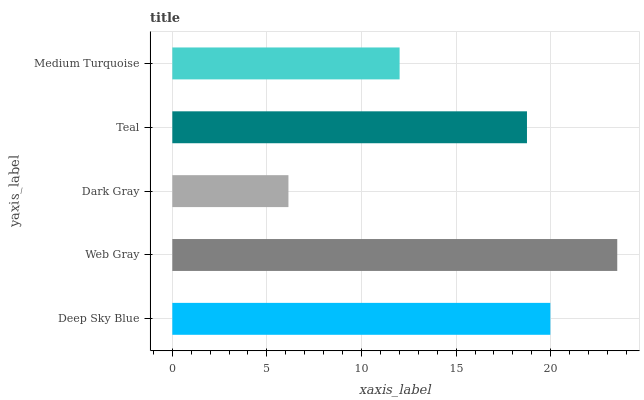 title
Medium Turquoise
Teal
Dark Gray
Web Gray
Deep Sky Blue
yaxis_label
0 5 10 15 20
xaxis_label